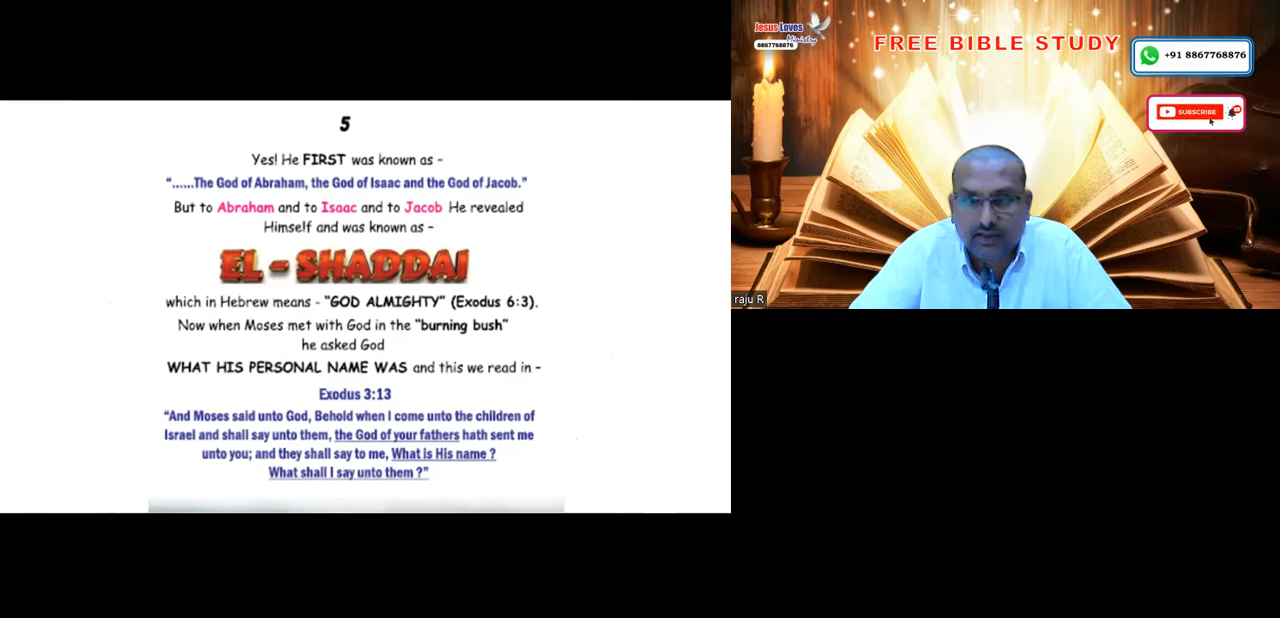 5
Yes! He FIRST was known as -
“......The God of Abraham, the God of Isaac and the God of Jacob.”
But to Abraham and to Isaac and to Jacob He revealed
Himself and was known as -
EL - SHADDAI
which in Hebrew means - “GOD ALMIGHTY” (Exodus 6:3).
Now when Moses met with God in the “burning bush”
he asked God
WHAT HIS PERSONAL NAME WAS and this we read in -
Exodus 3:13
“And Moses said unto God, Behold when I come unto the children of
Israel and shall say unto them, the God of your fathers hath sent me
unto you; and they shall say to me, What is His name ?
What shall I say unto them ?”
Jesus Loves
Ministry
8867768876
FREE BIBLE STUDY
+91 8867768876
SUBSCRIBE
raju R